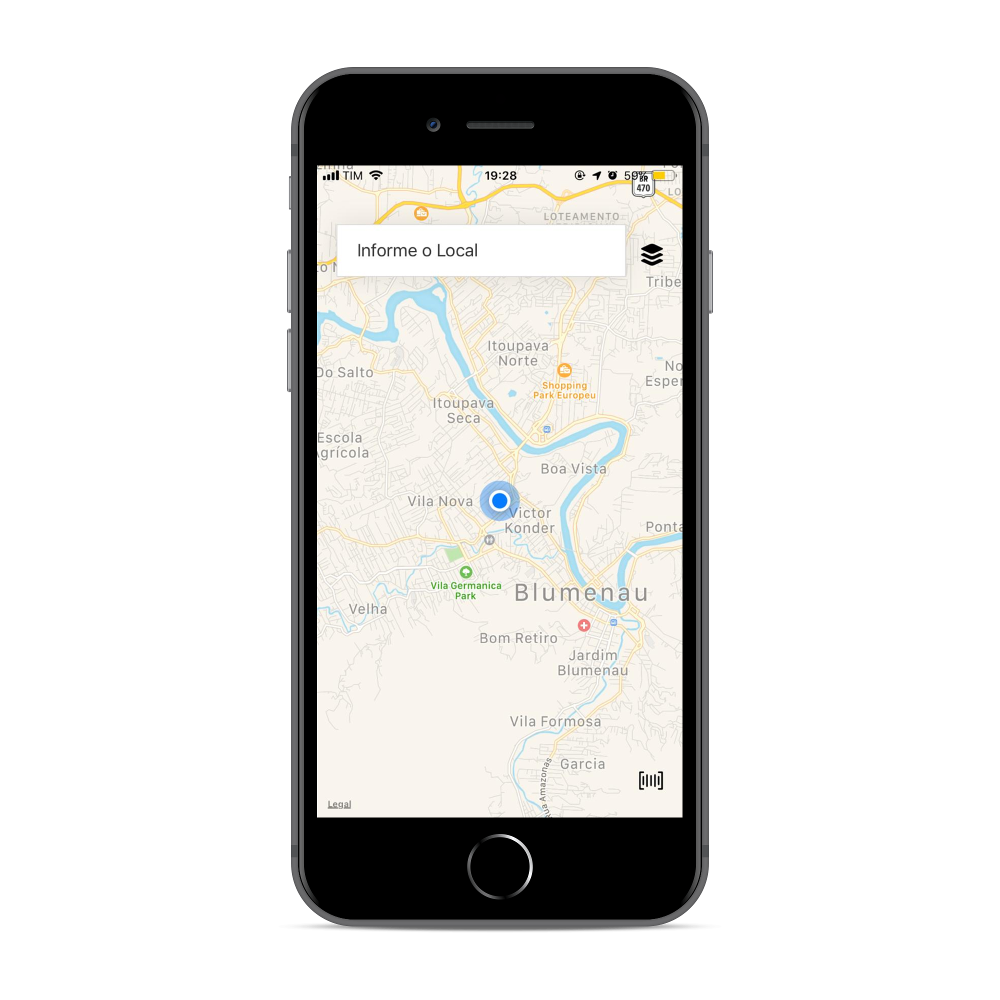 TIM
19:28
59%
BR
470
LO
LOTEAMENTO
Informe o Local
Tribe
Itoupava
Norte
Do Salto
No
Esper
Shopping
Park Europeu
Itoupava
Seca
Escola
Agrícola
Boa Vista
Vila Nova
Victor
Konder
Ponta
Vila Germanica
Park
Blumenau
Velha
Bom Retiro
Jardim
Blumenau
Vila Formosa
Garcia
Rua Amazonas
Legal